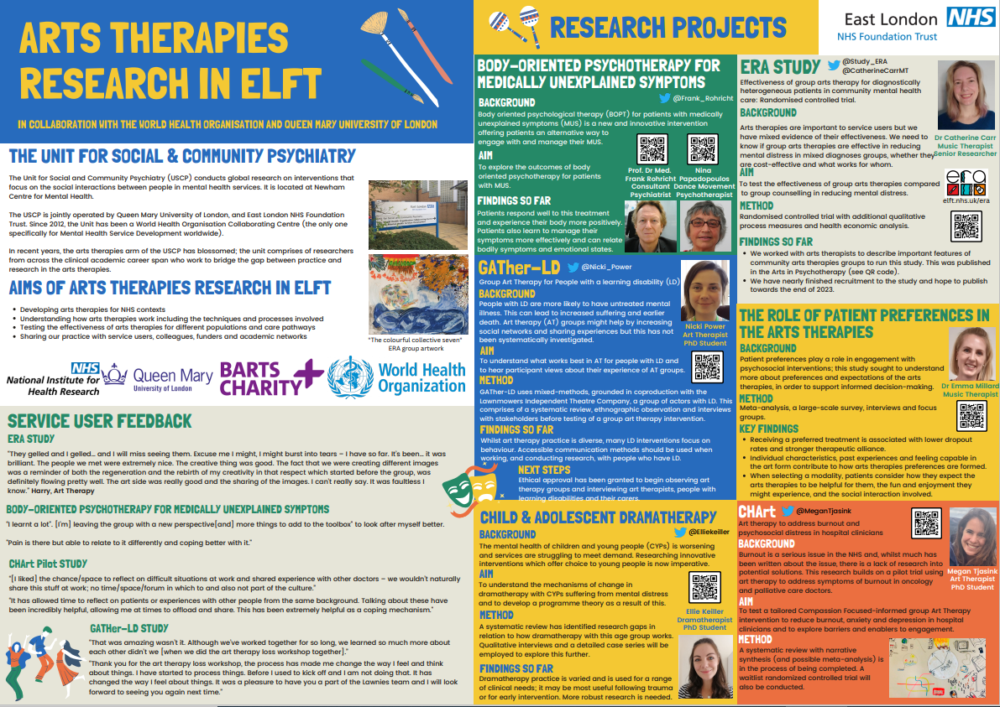 ARTS THERAPIES
RESEARCH IN ELFT
IN COLLABORATION WITH THE WORLD HEALTH ORGANISATION AND QUEEN MARY UNIVERSITY OF LONDON
THE UNIT FOR SOCIAL & COMMUNITY PSYCHIATRY
The Unit for Social and Community Psychiatry (USCP) conducts global research on interventions that
focus on the social interactions between people in mental health services. It is located at Newham
Centre for Mental Health.
The USCP is jointly operated by Queen Mary University of London, and East London NHS Foundation
Trust. Since 2012, the Unit has been a World Health Organisation Collaborating Centre (the only one
specifically for Mental Health Service Development worldwide).
In recent years, the arts therapies arm of the USCP has blossomed; the unit comprises of researchers
from across the clinical academic career span who work to bridge the gap between practice and
research in the arts therapies.
AIMS OF ARTS THERAPIES RESEARCH IN ELFT
• Developing arts therapies for NHS contexts
• Understanding how arts therapies work including the techniques and processes involved
• Testing the effectiveness of arts therapies for different populations and care pathways
• Sharing our practice with service users, colleagues, funders and academic networks
"The colourful collective seven"
ERA group artwork
NHS
National Institute for
Health Research
Queen Mary
University of London
BARTS
CHARITY
World Health
Organization
SERVICE USER FEEDBACK
ERA STUDY
"They gelled and I gelled... and I will miss seeing them. Excuse me I might, I might burst into tears – I have so far. It's been... it was
brilliant. The people we met were extremely nice. The creative thing was good. The fact that we were creating different images
was a reminder of both the regeneration and the rebirth of my creativity in that respect which started before the group, was
definitely flowing pretty well. The art side was really good and the sharing of the images. I can't really say. It was faultless I
know." Harry, Art Therapy
BODY-ORIENTED PSYCHOTHERAPY FOR MEDICALLY UNEXPLAINED SYMPTOMS
"I learnt a lot". [I'm] leaving the group with a new perspective[and] more things to add to the toolbox" to look after myself better.
"Pain is there but able to relate to it differently and coping better with it."
CHArt Pilot STUDY
"[I liked] the chance/space to reflect on difficult situations at work and shared experience with other doctors – we wouldn't naturally
share this stuff at work; no time/space/forum in which to and also not part of the culture."
"It has allowed time to reflect on patients or experiences with other people from the same background. Talking about these have
been incredibly helpful, allowing me at times to offload and share. This has been extremely helpful as a coping mechanism."
GATHer-LD STUDY
"That was amazing wasn't it. Although we've worked together for so long, we learned so much more about
each other didn't we [when we did the art therapy loss workshop together]."
"Thank you for the art therapy loss workshop, the process has made me change the way I feel and think
about things. I have started to process things. Before I used to kick off and I am not doing that. It has
changed the way I feel about things. It was a pleasure to have you a part of the Lawnies team and I will look
forward to seeing you again next time."
RESEARCH PROJECTS
East London NHS
NHS Foundation Trust
BODY-ORIENTED PSYCHOTHERAPY FOR
MEDICALLY UNEXPLAINED SYMPTOMS
@Frank_Rohricht
BACKGROUND
Body oriented psychological therapy (BOPT) for patients with medically
unexplained symptoms (MUS) is a new and innovative intervention
offering patients an alternative way to
engage with and manage their MUS.
AIM
To explore the outcomes of body
oriented psychotherapy for patients
with MUS.
Prof. Dr Med.
Frank Rohricht
Consultant
Psychiatrist
Nina
Papadopoulos
Dance Movement
Psychotherapist
FINDINGS SO FAR
Patients respond well to this treatment
and experience their body more positively.
Patients also learn to manage their
symptoms more effectively and can relate
bodily symptoms and emotional states.
GATher-LD
@Nicki_Power
Group Art Therapy for People with a learning disability (LD)
BACKGROUND
People with LD are more likely to have untreated mental
illness. This can lead to increased suffering and earlier
death. Art therapy (AT) groups might help by increasing
social networks and sharing experiences but this has not
been systematically investigated.
Nicki Power
Art Therapist
PhD Student
AIM
To understand what works best in AT for people with LD and
to hear participant views about their experience of AT groups.
METHOD
GATher-LD uses mixed-methods, grounded in coproduction with the
Lawnmowers Independent Theatre Company, a group of actors with LD. This
comprises of a systematic review, ethnographic observation and interviews
with stakeholders before testing of a group art therapy intervention.
FINDINGS SO FAR
Whilst art therapy practice is diverse, many LD interventions focus on
behaviour. Accessible communication methods should be used when
working, and conducting research, with people who have LD.
NEXT STEPS
Ethical approval has been granted to begin observing art
therapy groups and interviewing art therapists, people with
learning disabilities and their carers.
CHILD & ADOLESCENT DRAMATHERAPY
@Elliekeiller
BACKGROUND
The mental health of children and young people (CYPs) is worsening
and services are struggling to meet demand. Researching innovative
interventions which offer choice to young people is now imperative.
AIM
To understand the mechanisms of change in
dramatherapy with CYPs suffering from mental distress
and to develop a programme theory as a result of this.
Ellie Keiller
Dramatherapist
PhD Student
METHOD
A systematic review has identified research gaps in
relation to how dramatherapy with this age group works.
Qualitative interviews and a detailed case series will be
employed to explore this further.
FINDINGS SO FAR
Dramatherapy practice is varied and is used for a range
of clinical needs; it may be most useful following trauma
or for early intervention. More robust research is needed.
ERA STUDY
@Study_ERA
@CatherineCarrMT
Effectiveness of group arts therapy for diagnostically
heterogeneous patients in community mental health
care: Randomised controlled trial.
BACKGROUND
Arts therapies are important to service users but we
have mixed evidence of their effectiveness. We need to
know if group arts therapies are effective in reducing
mental distress in mixed diagnoses groups, whether they
are cost-effective and what works for whom.
Dr Catherine Carr
Music Therapist
Senior Researcher
AIM
To test the effectiveness of group arts therapies compared
to group counselling in reducing mental distress.
era
elft.nhs.uk/era
METHOD
Randomised controlled trial with additional qualitative
process measures and health economic analysis.
FINDINGS SO FAR
• We worked with arts therapists to describe important features of
community arts therapies groups to run this study. This was published
in the Arts in Psychotherapy (see QR code).
• We have nearly finished recruitment to the study and hope to publish
towards the end of 2023.
THE ROLE OF PATIENT PREFERENCES IN
THE ARTS THERAPIES
BACKGROUND
Patient preferences play a role in engagement with
psychosocial interventions; this study sought to understand
more about preferences and expectations of the arts
therapies, in order to support informed decision-making.
Dr Emma Millard
Music Therapist
METHOD
Meta-analysis, a large-scale survey, interviews and focus
groups.
KEY FINDINGS
• Receiving a preferred treatment is associated with lower dropout
rates and stronger therapeutic alliance.
• Individual characteristics, past experiences and feeling capable in
the art form contribute to how arts therapies preferences are formed.
• When selecting a modality, patients consider how they expect the
arts therapies to be helpful for them, the fun and enjoyment they
might experience, and the social interaction involved.
CHArt
@MeganTjasink
Art therapy to address burnout and
psychosocial distress in hospital clinicians
BACKGROUND
Burnout is a serious issue in the NHS and, whilst much has
been written about the issue, there is a lack of research into
potential solutions. This research builds on a pilot trial using
art therapy to address symptoms of burnout in oncology
and palliative care doctors.
Megan Tjasink
Art Therapist
PhD Student
AIM
To test a tailored Compassion Focused-informed group Art Therapy
intervention to reduce burnout, anxiety and depression in hospital
clinicians and to explore barriers and enablers to engagement.
METHOD
A systematic review with narrative
synthesis (and possible meta-analysis) is
in the process of being completed. A
waitlist randomized controlled trial will
also be conducted.